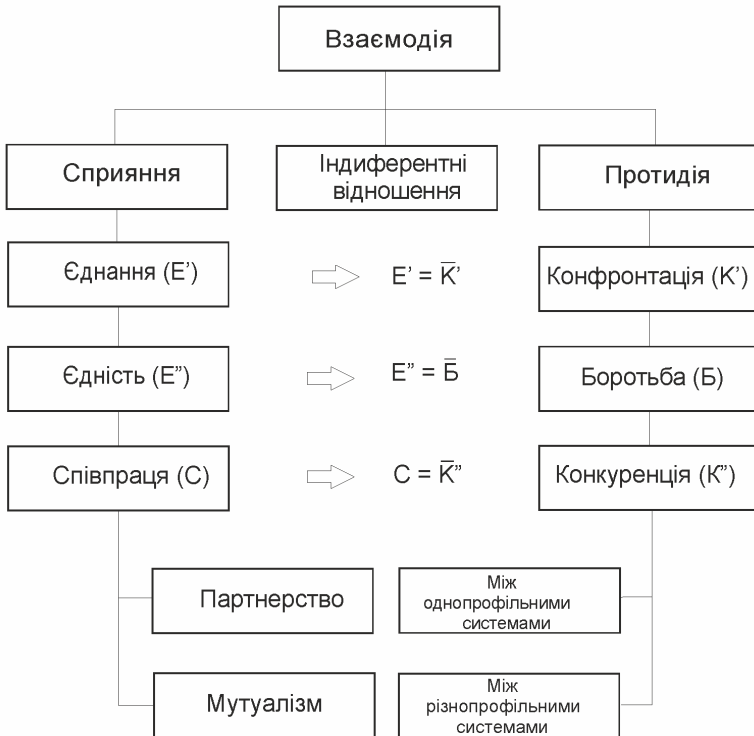 Взаємодія
Сприяння
Індиферентні
відношення
Протидія
Єднання (Е’)
Е’ = K̅’
Конфронтація (К’)
Єдність (Е”)
Е” = Б̅
Боротьба (Б)
Співпраця (С)
С = K̅”
Конкуренція (К”)
Партнерство
Між
однопрофільними
системами
Мутуалізм
Між
різнопрофільними
системами